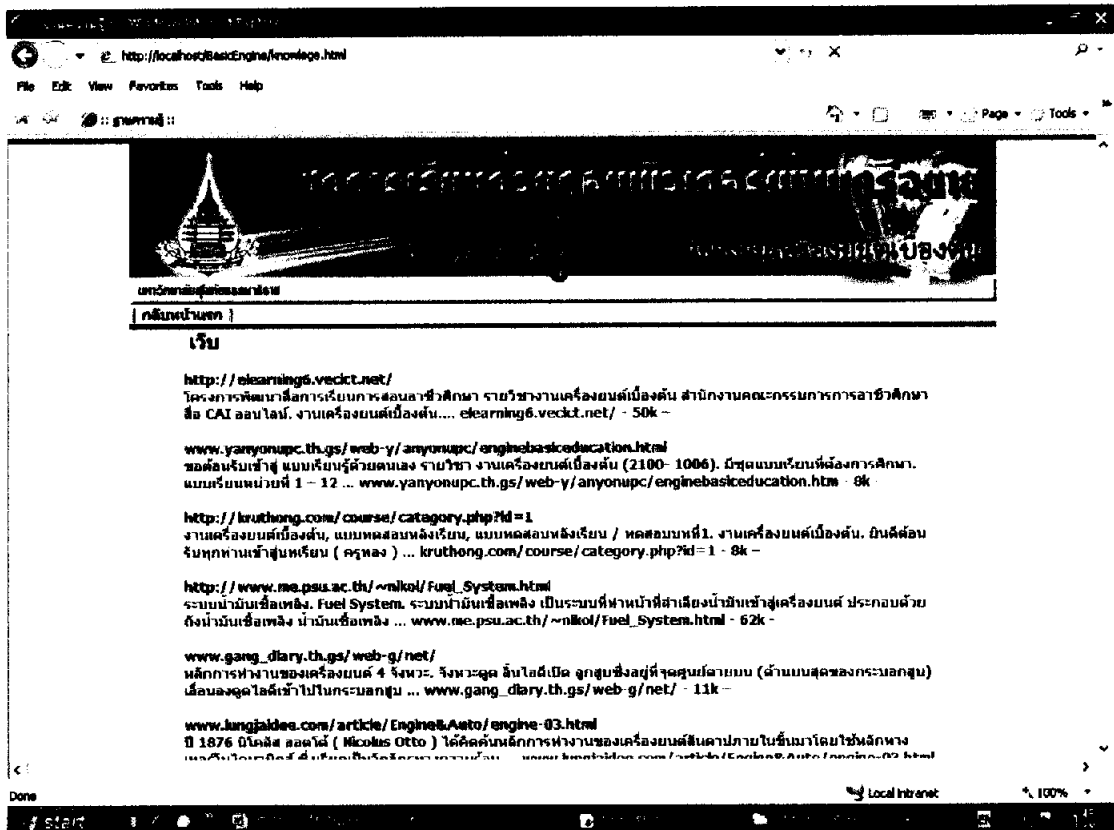 http://localhost/BasicEngine/knowlege.html
File Edit View Favorites Tools Help
:: ฐานความรู้ ::
Page Tools
มหาวิทยาลัยสุโขทัยธรรมาธิราช
[ กลับหน้าแรก ]
เว็บ
http://elearning6.vecict.net/
โครงการพัฒนาสื่อการเรียนการสอนอาชีวศึกษา รายวิชางานเครื่องยนต์เบื้องต้น สำนักงานคณะกรรมการการอาชีวศึกษา
สื่อ CAI ออนไลน์. งานเครื่องยนต์เบื้องต้น.... elearning6.vecict.net/ - 50k -
www.yanyonupc.th.gs/web-y/anyonupc/enginebasiceducation.html
ขอต้อนรับเข้าสู่ แบบเรียนรู้ด้วยตนเอง รายวิชา งานเครื่องยนต์เบื้องต้น (2100- 1006). มีชุดแบบเรียนที่ต้องการศึกษา.
แบบเรียนหน่วยที่ 1 - 12 ... www.yanyonupc.th.gs/web-y/anyonupc/enginebasiceducation.htm - 8k
http://kruthong.com/course/category.php?id=1
งานเครื่องยนต์เบื้องต้น, แบบทดสอบหลังเรียน, แบบทดสอบหลังเรียน / ทดสอบบทที่1. งานเครื่องยนต์เบื้องต้น. ยินดีต้อน
รับทุกท่านเข้าสู่บทเรียน ( ครูทอง ) ... kruthong.com/course/category.php?id=1 - 8k -
http://www.me.psu.ac.th/~nikol/Fuel_System.html
ระบบน้ำมันเชื้อเพลิง. Fuel System. ระบบน้ำมันเชื้อเพลิง เป็นระบบที่ทำหน้าที่ลำเลียงน้ำมันเข้าสู่เครื่องยนต์ ประกอบด้วย
ถังน้ำมันเชื้อเพลิง น้ำมันเชื้อเพลิง ... www.me.psu.ac.th/~nikol/Fuel_System.html - 62k -
www.gang_diary.th.gs/web-g/net/
หลักการทำงานของเครื่องยนต์ 4 จังหวะ. จังหวะดูด ลิ้นไอดีเปิด ลูกสูบซึ่งอยู่ที่จุดศูนย์ตายบน (ด้านบนสุดของกระบอกสูบ)
เลื่อนลงดูดไอดีเข้าไปในกระบอกสูบ ... www.gang_diary.th.gs/web-g/net/ - 11k -
www.lungjaidee.com/article/Engine&Auto/engine-03.html
ปี 1876 นิโคลัส ออตโต้ ( Nicolus Otto ) ได้คิดค้นหลักการทำงานของเครื่องยนต์สันดาปภายในขึ้นมาโดยใช้หลักทาง
Done
Local intranet
100%
start